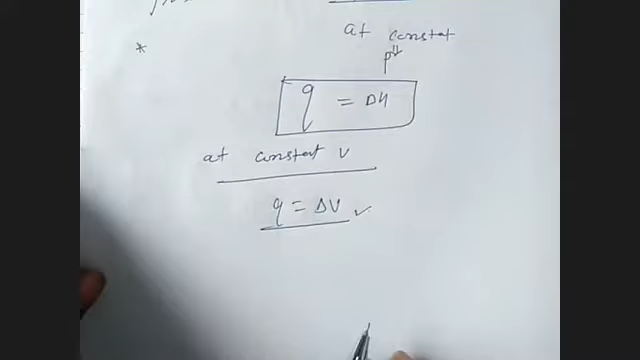 at constat
*
P
q = ΔH
at constat v
q = ΔU